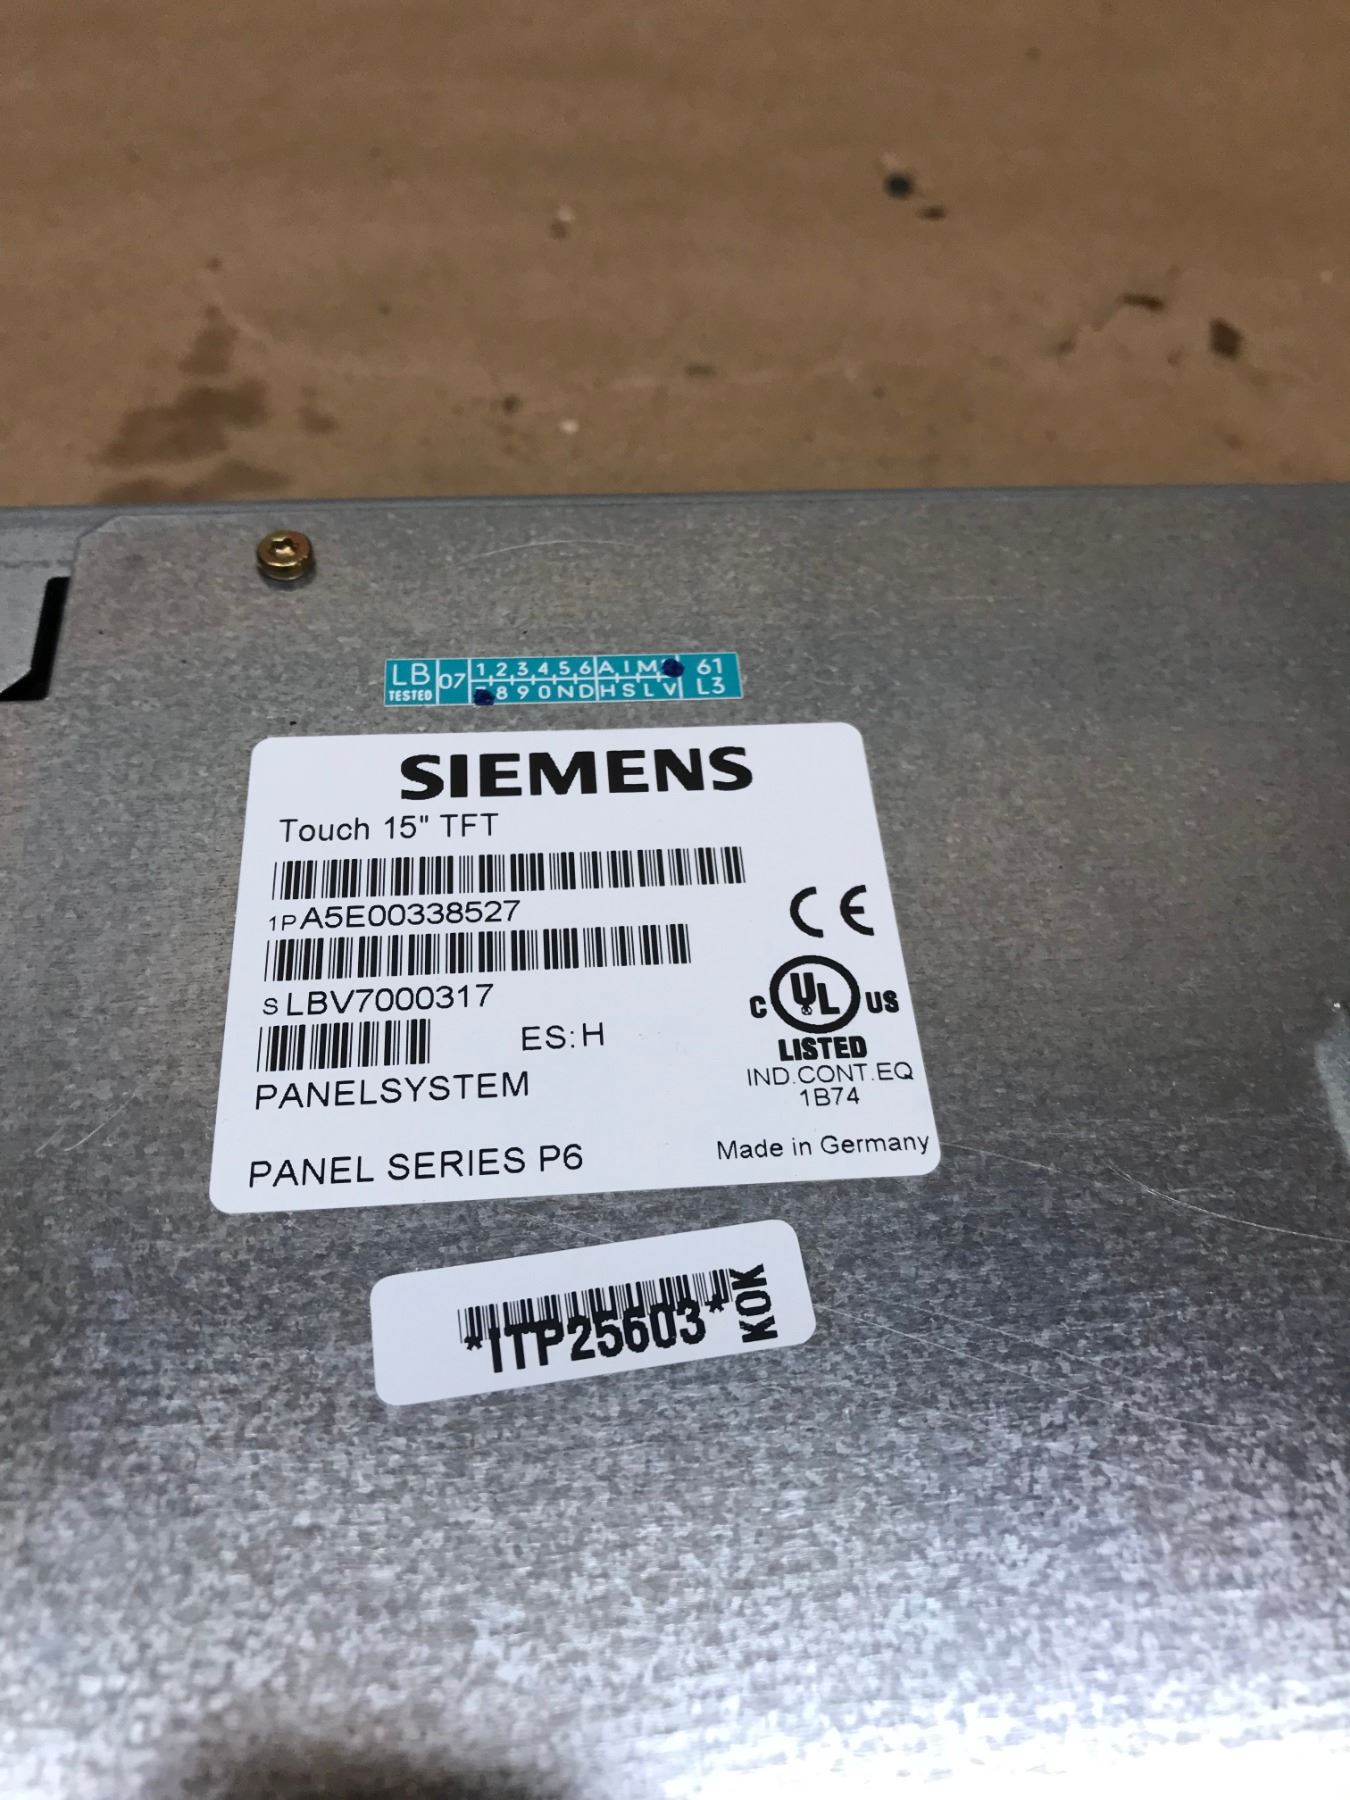 LB 07 1 2 3 4 5 6 A I M 61
TESTED 8 9 0 N D H S L V L3
SIEMENS
Touch 15" TFT
1P A5E00338527
S LBV7000317
ES: H
PANELSYSTEM
PANEL SERIES P6
CE
C UL US
LISTED
IND.CONT.EQ
1B74
Made in Germany
*ITP25603*
KOK